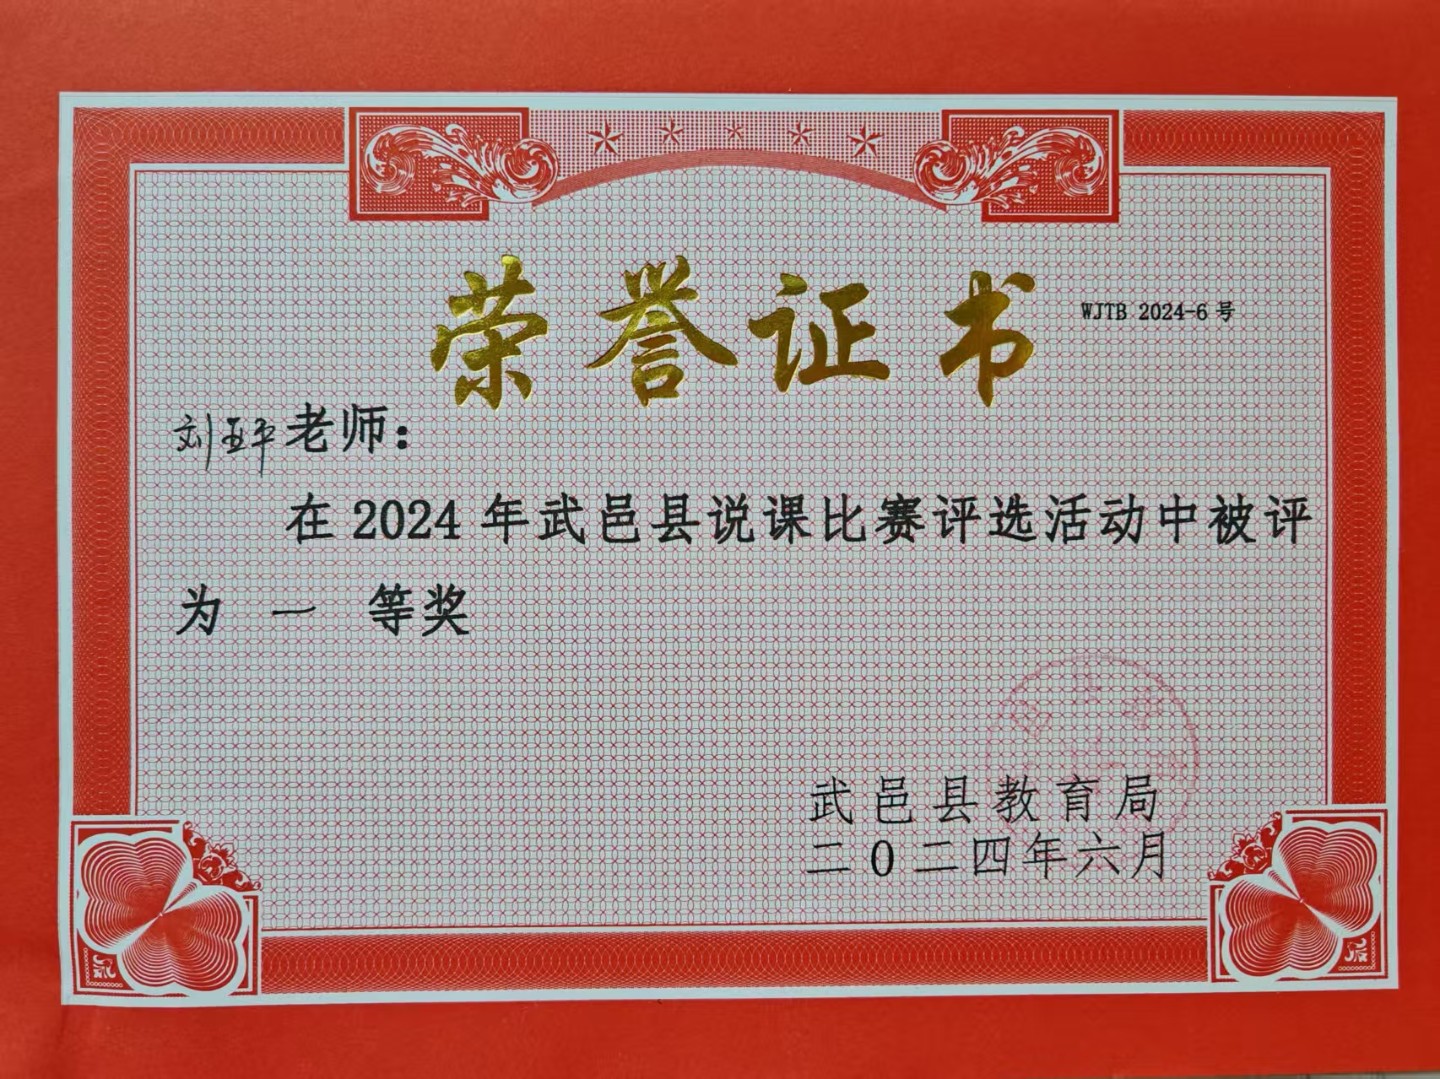 荣誉证书
WJTB 2024-6 号
刘亚平老师：
在 2024 年武邑县说课比赛评选活动中被评
为 一 等奖
武邑县教育局
二0二四年六月